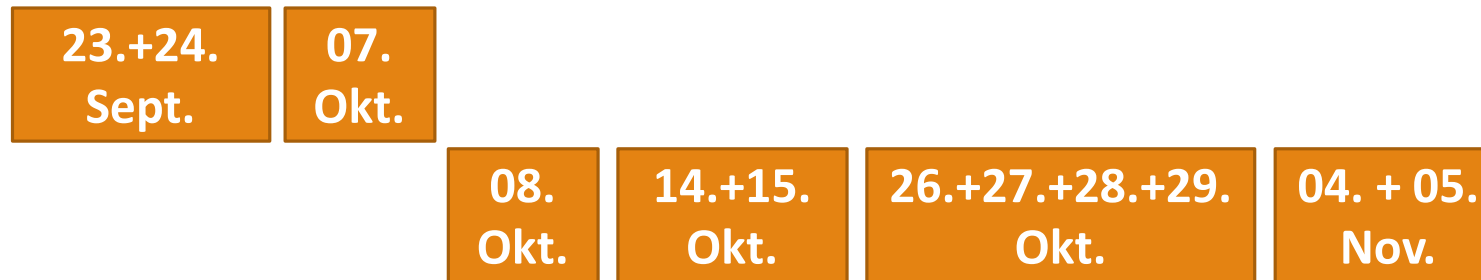 23.+24.
Sept.
07.
Okt.
08.
Okt.
14.+15.
Okt.
26.+27.+28.+29.
Okt.
04. + 05.
Nov.